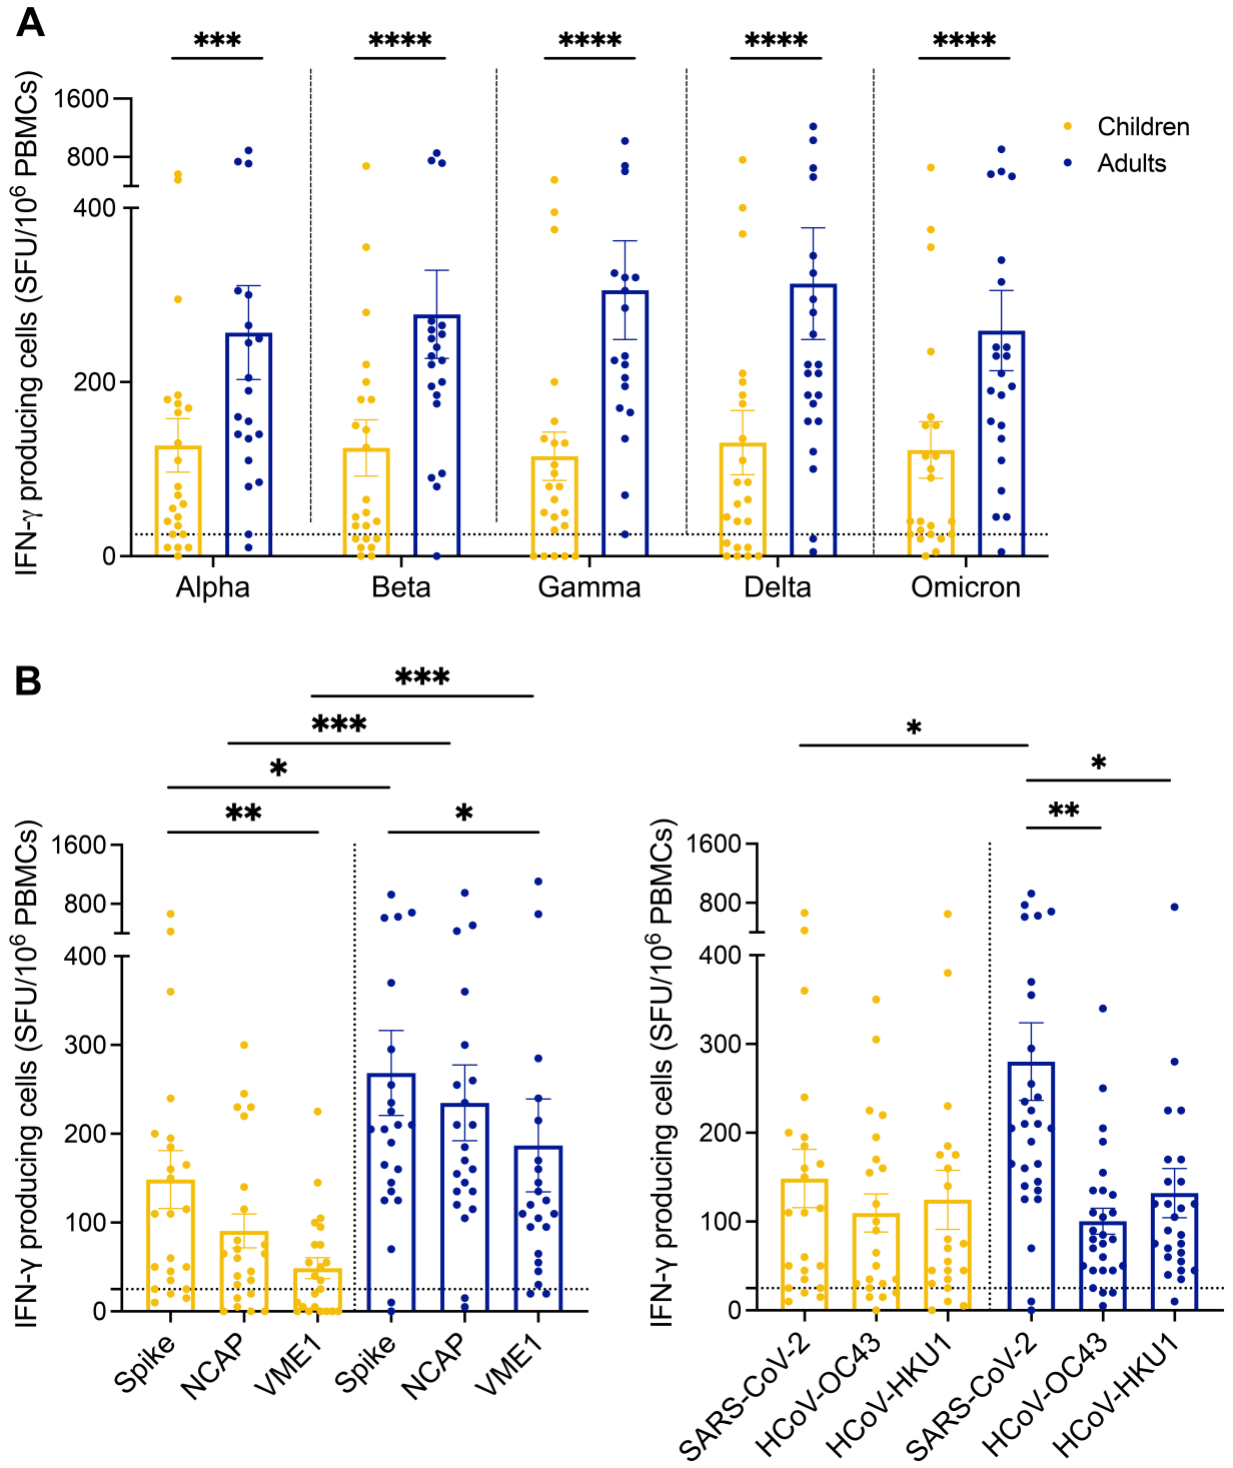 A
*** **** **** **** ****
IFN-γ producing cells (SFU/10⁶ PBMCs)
1600
800
400
200
0
Children
Adults
Alpha Beta Gamma Delta Omicron
B
***
***
*
** *
IFN-γ producing cells (SFU/10⁶ PBMCs)
1600
800
400
300
200
100
0
Spike NCAP VME1 Spike NCAP VME1
*
*
**
IFN-γ producing cells (SFU/10⁶ PBMCs)
1600
800
400
300
200
100
0
SARS-CoV-2 HCoV-OC43 HCoV-HKU1 SARS-CoV-2 HCoV-OC43 HCoV-HKU1